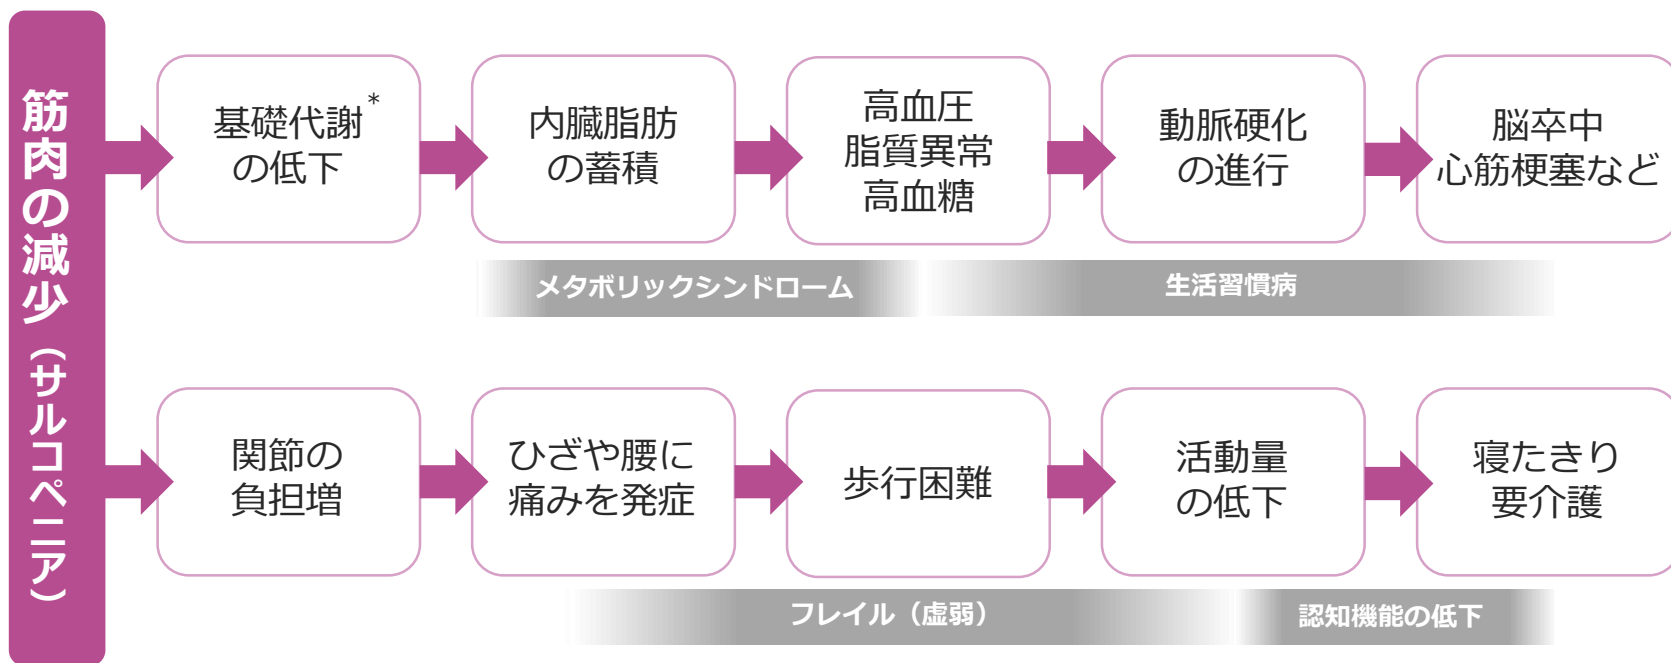 筋肉の減少（サルコペニア）
基礎代謝*
の低下
内臓脂肪
の蓄積
高血圧
脂質異常
高血糖
動脈硬化
の進行
脳卒中
心筋梗塞など
メタボリックシンドローム
生活習慣病
関節の
負担増
ひざや腰に
痛みを発症
歩行困難
活動量
の低下
寝たきり
要介護
フレイル（虚弱）
認知機能の低下